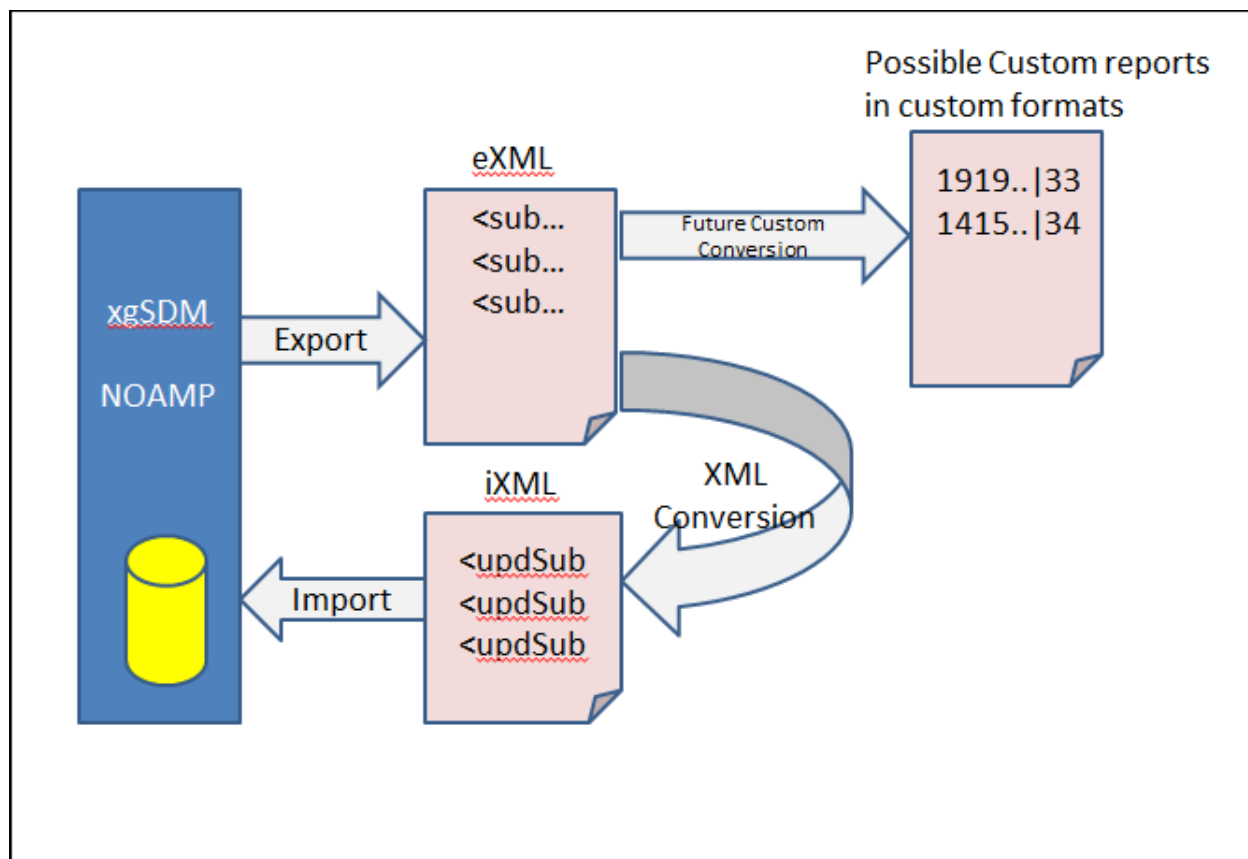 Possible Custom reports
in custom formats
eXML
<sub...
<sub...
<sub...
Future Custom
Conversion
1919..|33
1415..|34
xgSDM
NOAMP
Export
XML
Conversion
iXML
<updSub
<updSub
<updSub
Import